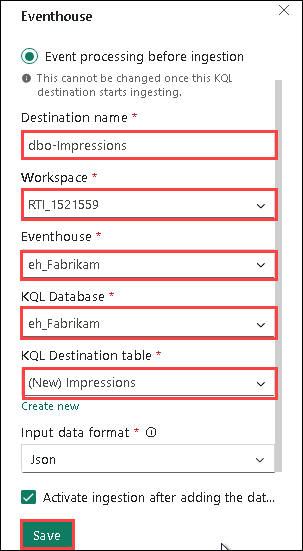 Eventhouse
Event processing before ingestion
This cannot be changed once this KQL
destination starts ingesting.
Destination name *
dbo-Impressions
Workspace *
RTI_1521559
Eventhouse *
eh_Fabrikam
KQL Database *
eh_Fabrikam
KQL Destination table *
(New) Impressions
Create new
Input data format *
Json
Activate ingestion after adding the dat...
Save